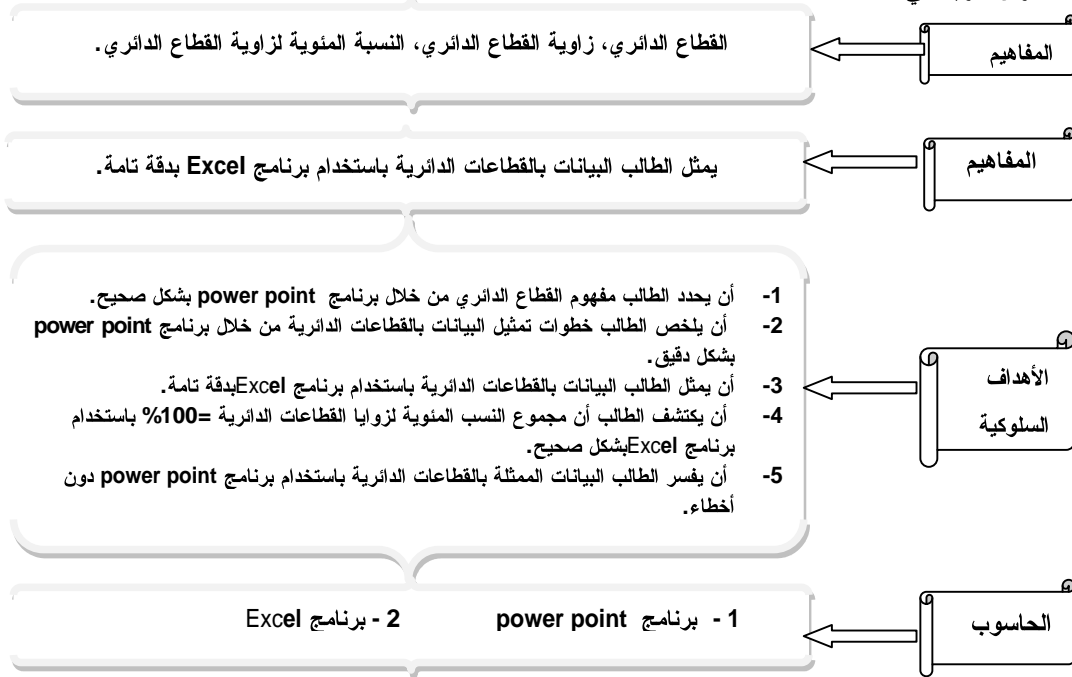 المفاهيم
القطاع الدائري، زاوية القطاع الدائري، النسبة المئوية لزاوية القطاع الدائري.
المفاهيم
يمثل الطالب البيانات بالقطاعات الدائرية باستخدام برنامج Excel بدقة تامة.
الأهداف
السلوكية
1- أن يحدد الطالب مفهوم القطاع الدائري من خلال برنامج power point بشكل صحيح.
2- أن يلخص الطالب خطوات تمثيل البيانات بالقطاعات الدائرية من خلال برنامج power point
بشكل دقيق.
3- أن يمثل الطالب البيانات بالقطاعات الدائرية باستخدام برنامج Excelبدقة تامة.
4- أن يكتشف الطالب أن مجموع النسب المئوية لزوايا القطاعات الدائرية =100% باستخدام
برنامج Excelبشكل صحيح.
5- أن يفسر الطالب البيانات الممثلة بالقطاعات الدائرية باستخدام برنامج power point دون
أخطاء.
الحاسوب
1 - برنامج power point 2 - برنامج Excel